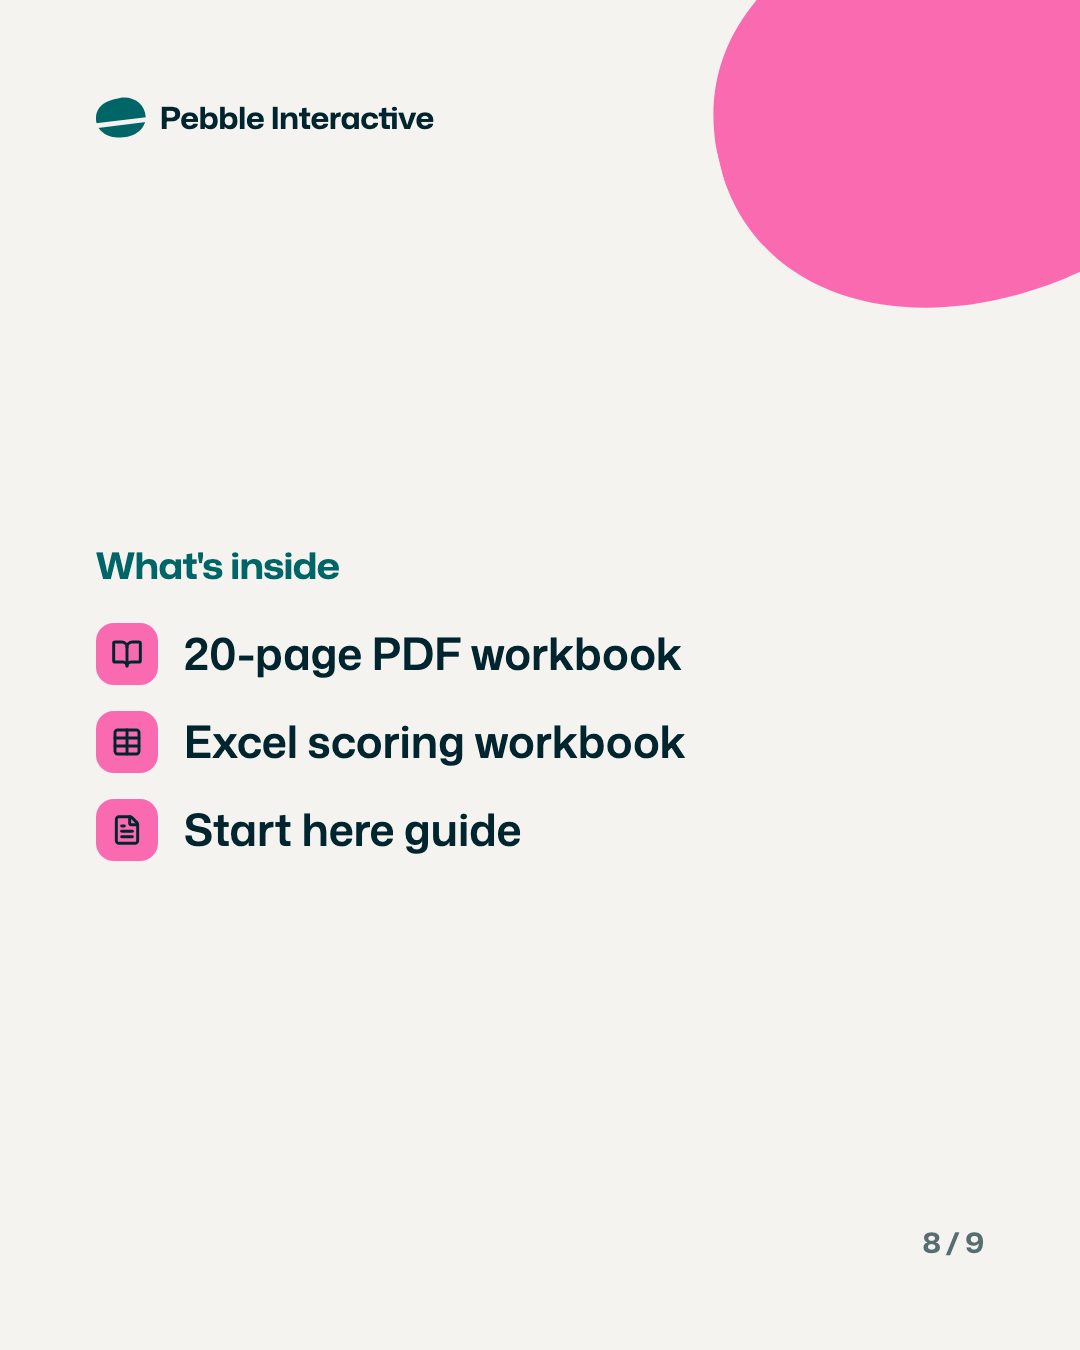 Pebble Interactive
What's inside
20-page PDF workbook
Excel scoring workbook
Start here guide
8 / 9